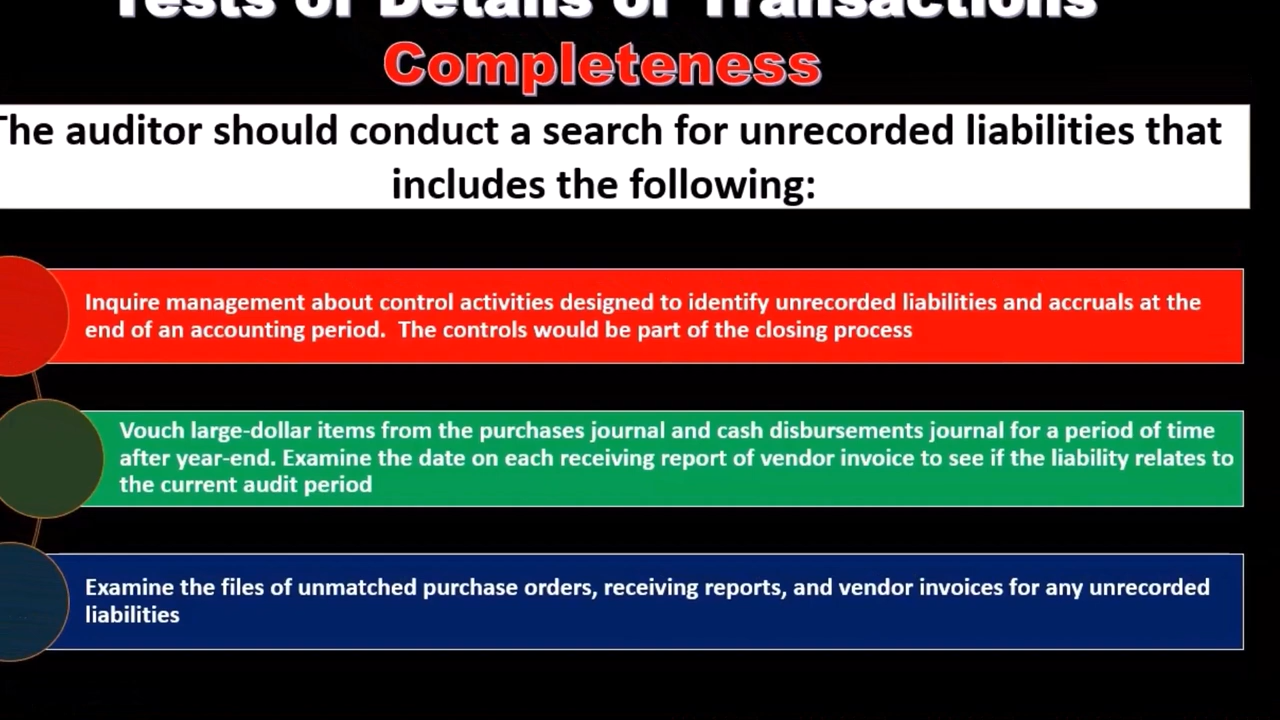 Tests of Details of Transactions
Completeness
The auditor should conduct a search for unrecorded liabilities that
includes the following:
Inquire management about control activities designed to identify unrecorded liabilities and accruals at the
end of an accounting period. The controls would be part of the closing process
Vouch large-dollar items from the purchases journal and cash disbursements journal for a period of time
after year-end. Examine the date on each receiving report of vendor invoice to see if the liability relates to
the current audit period
Examine the files of unmatched purchase orders, receiving reports, and vendor invoices for any unrecorded
liabilities